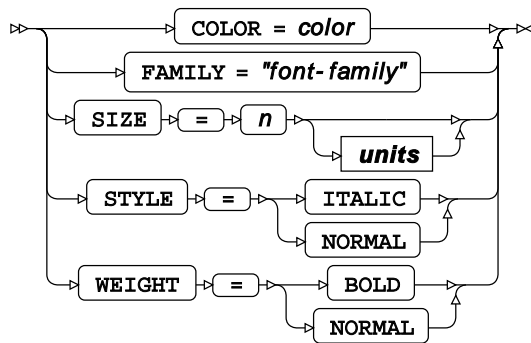 COLOR = color
FAMILY = "font-family"
SIZE = n
units
STYLE = ITALIC
NORMAL
WEIGHT = BOLD
NORMAL